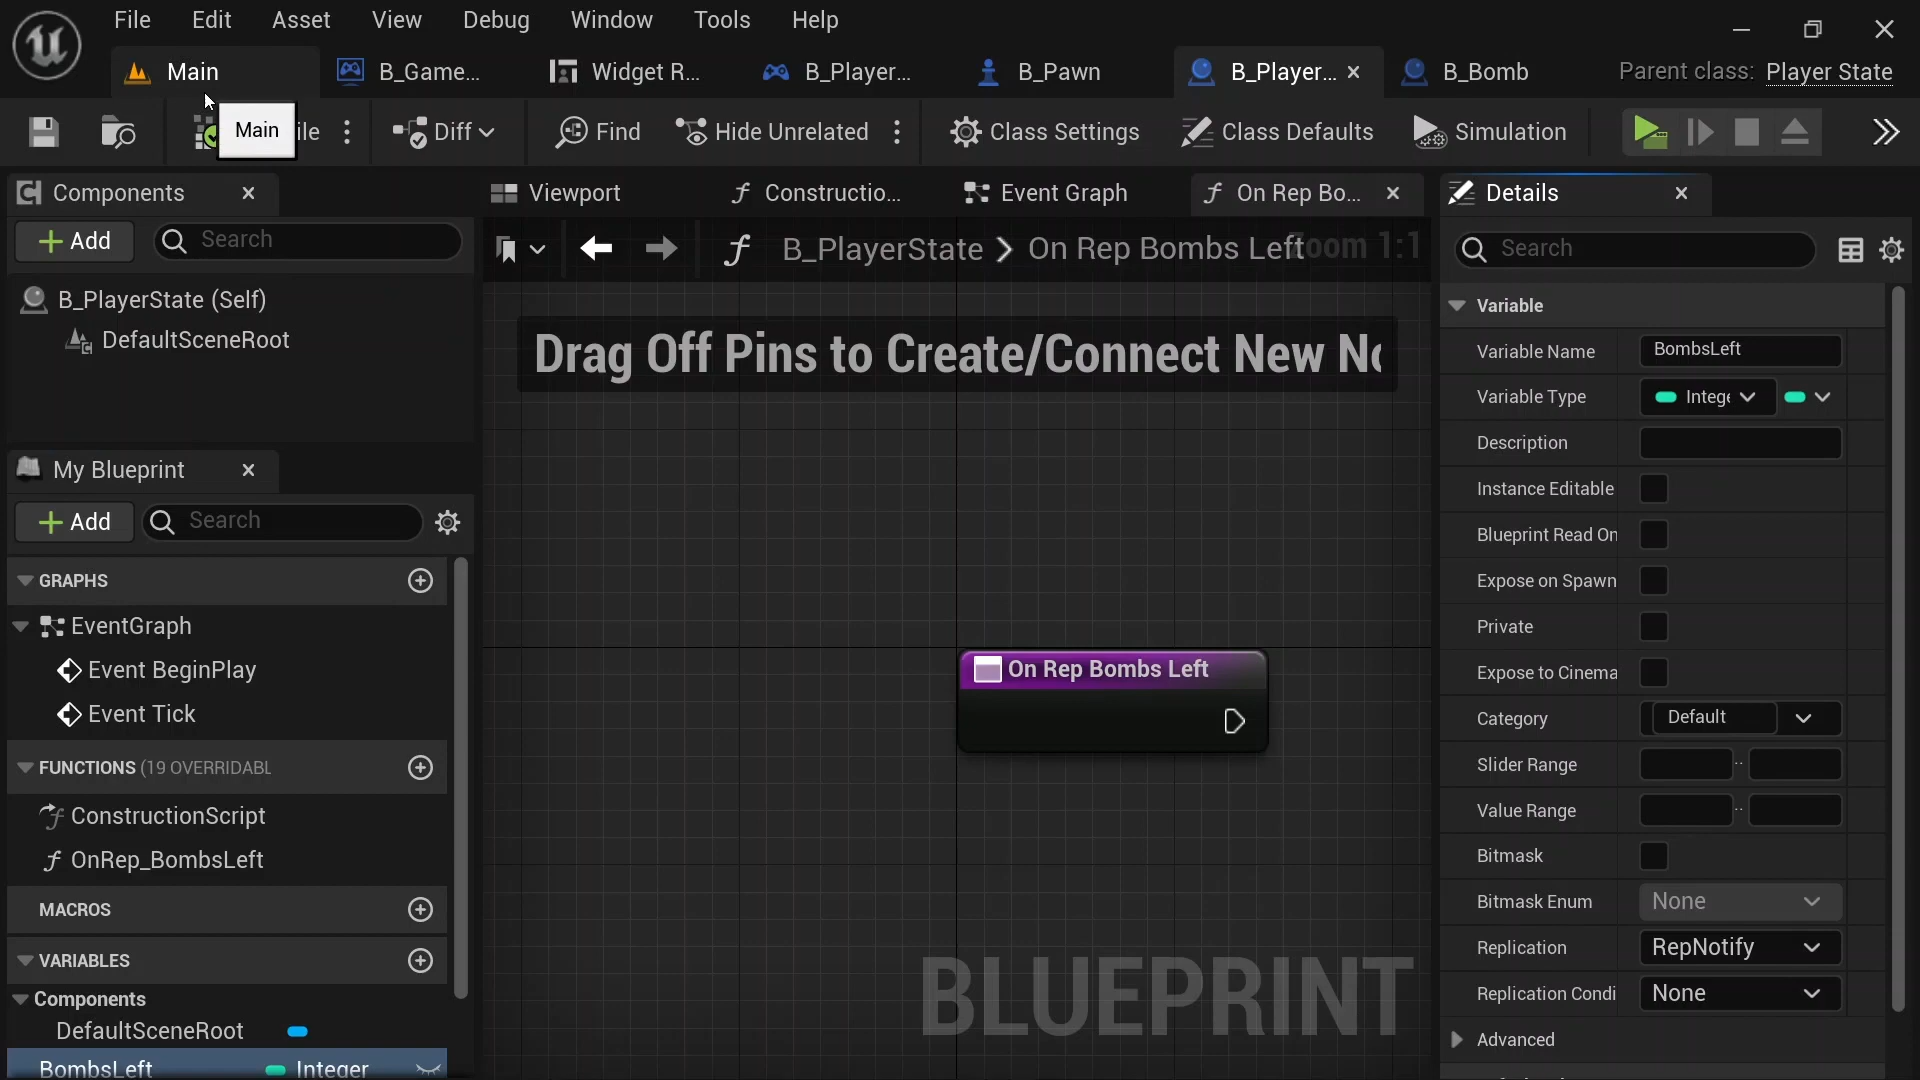 File Edit Asset View Debug Window Tools Help
Main B_Game... Widget R... B_Player... B_Pawn B_Player... B_Bomb Parent class: Player State
Main ile Diff Find Hide Unrelated Class Settings Class Defaults Simulation
Components
Add Search
B_PlayerState (Self)
DefaultSceneRoot
My Blueprint
Add Search
GRAPHS
EventGraph
Event BeginPlay
Event Tick
FUNCTIONS (19 OVERRIDABL
ConstructionScript
OnRep_BombsLeft
MACROS
VARIABLES
Components
DefaultSceneRoot
BombsLeft Integer
Viewport Constructio... Event Graph On Rep Bo...
B_PlayerState > On Rep Bombs Left Zoom 1:1
Drag Off Pins to Create/Connect New No
On Rep Bombs Left
BLUEPRINT
Details
Search
Variable
Variable Name BombsLeft
Variable Type Intege
Description
Instance Editable
Blueprint Read On
Expose on Spawn
Private
Expose to Cinema
Category Default
Slider Range ..
Value Range ..
Bitmask
Bitmask Enum None
Replication RepNotify
Replication Condi None
Advanced